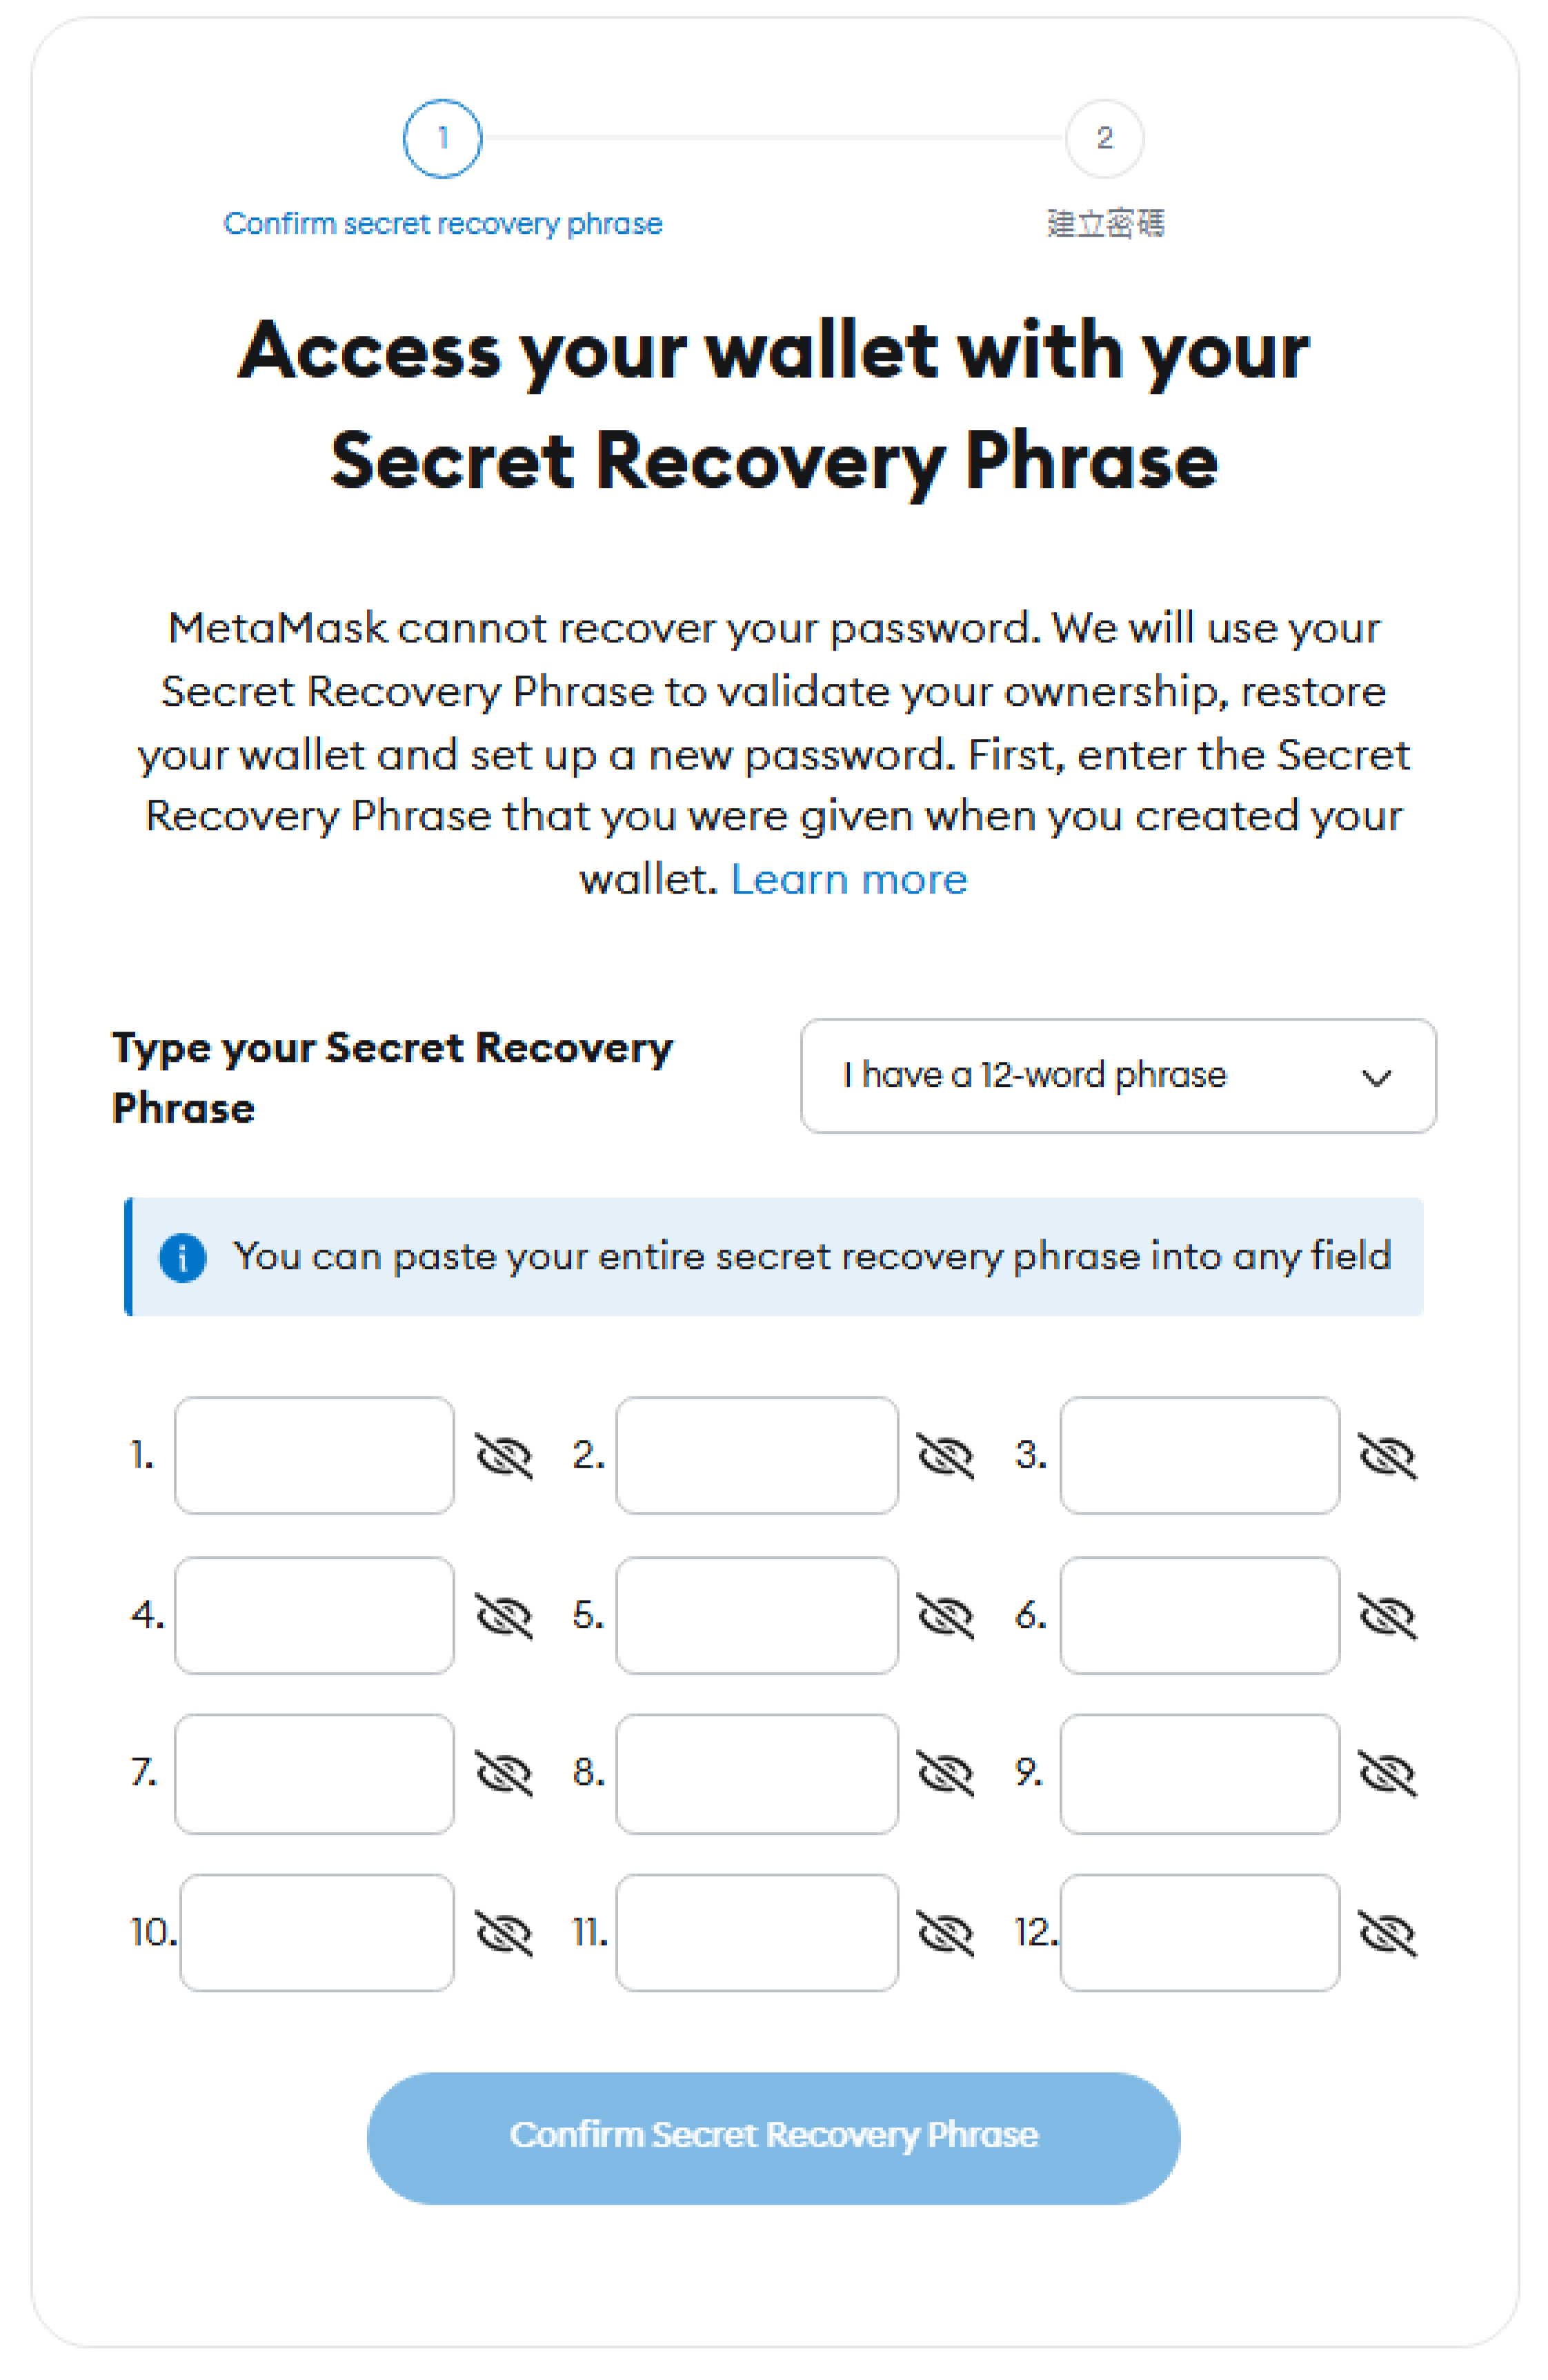 1
2
Confirm secret recovery phrase
建立密碼
Access your wallet with your
Secret Recovery Phrase
MetaMask cannot recover your password. We will use your
Secret Recovery Phrase to validate your ownership, restore
your wallet and set up a new password. First, enter the Secret
Recovery Phrase that you were given when you created your
wallet. Learn more
Type your Secret Recovery
Phrase
I have a 12-word phrase
You can paste your entire secret recovery phrase into any field
1. 2. 3.
4. 5. 6.
7. 8. 9.
10. 11. 12.
Confirm Secret Recovery Phrase